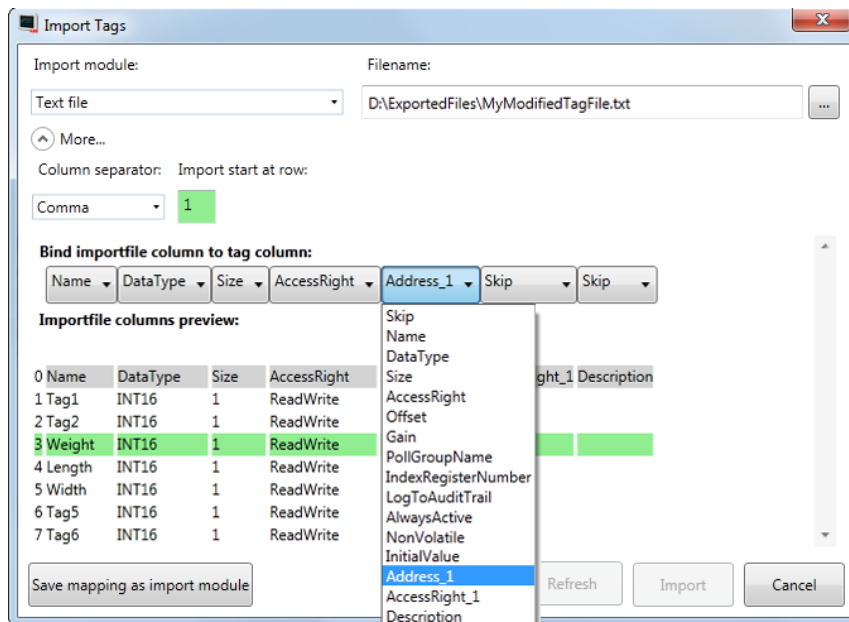 Import Tags
Import module:
Filename:
Text file
D:\ExportedFiles\MyModifiedTagFile.txt
...
More...
Column separator:
Import start at row:
Comma
1
Bind importfile column to tag column:
Name DataType Size AccessRight Address_1 Skip Skip
Importfile columns preview:
0 Name DataType Size AccessRight ght_1 Description
1 Tag1 INT16 1 ReadWrite
2 Tag2 INT16 1 ReadWrite
3 Weight INT16 1 ReadWrite
4 Length INT16 1 ReadWrite
5 Width INT16 1 ReadWrite
6 Tag5 INT16 1 ReadWrite
7 Tag6 INT16 1 ReadWrite
Skip
Name
DataType
Size
AccessRight
Offset
Gain
PollGroupName
IndexRegisterNumber
LogToAuditTrail
AlwaysActive
NonVolatile
InitialValue
Address_1
AccessRight_1
Description
Save mapping as import module
Refresh
Import
Cancel